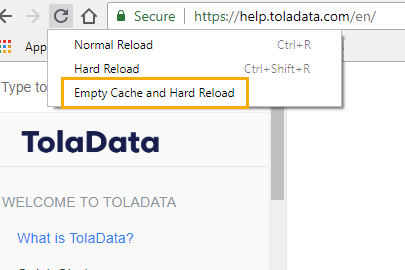 Secure https://help.toladata.com/en/
Normal Reload Ctrl+R
App
Hard Reload Ctrl+Shift+R
Type to
Empty Cache and Hard Reload
TolaData
WELCOME TO TOLADATA
What is TolaData?